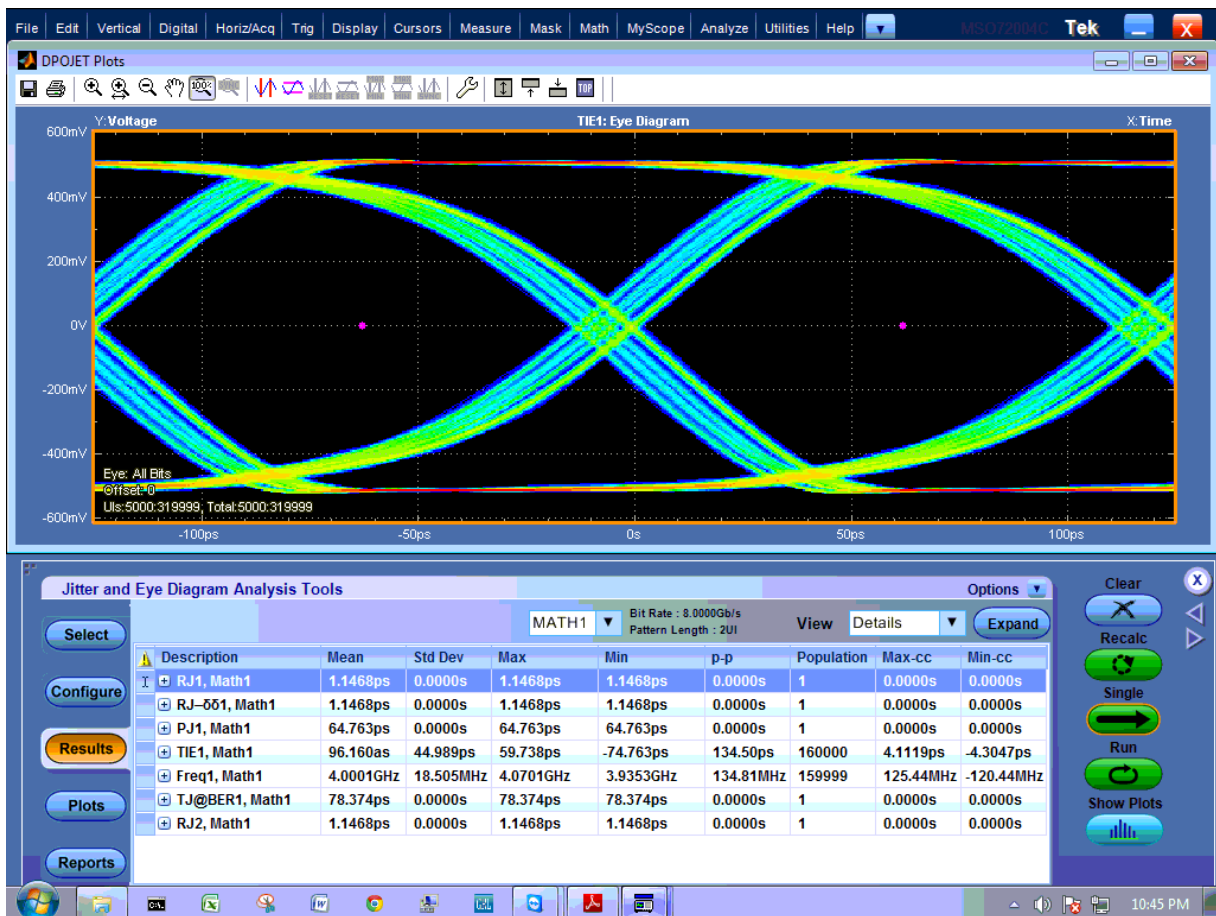 File Edit Vertical Digital Horiz/Acq Trig Display Cursors Measure Mask Math MyScope Analyze Utilities Help MSO72004C Tek X
DPOJET Plots
100% TOP
Y:Voltage TIE1: Eye Diagram X:Time
600mV
400mV
200mV
0V
-200mV
-400mV
-600mV
Eye: All Bits
Offset: 0
UIs:5000:319999, Total:5000:319999
-100ps -50ps 0s 50ps 100ps
Jitter and Eye Diagram Analysis Tools Options
MATH1 Bit Rate : 8.0000Gb/s
Pattern Length : 2UI
View Details Expand
Description Mean Std Dev Max Min p-p Population Max-cc Min-cc
RJ1, Math1 1.1468ps 0.0000s 1.1468ps 1.1468ps 0.0000s 1 0.0000s 0.0000s
RJ–δδ1, Math1 1.1468ps 0.0000s 1.1468ps 1.1468ps 0.0000s 1 0.0000s 0.0000s
PJ1, Math1 64.763ps 0.0000s 64.763ps 64.763ps 0.0000s 1 0.0000s 0.0000s
TIE1, Math1 96.160as 44.989ps 59.738ps -74.763ps 134.50ps 160000 4.1119ps -4.3047ps
Freq1, Math1 4.0001GHz 18.505MHz 4.0701GHz 3.9353GHz 134.81MHz 159999 125.44MHz -120.44MHz
TJ@BER1, Math1 78.374ps 0.0000s 78.374ps 78.374ps 0.0000s 1 0.0000s 0.0000s
RJ2, Math1 1.1468ps 0.0000s 1.1468ps 1.1468ps 0.0000s 1 0.0000s 0.0000s
Select
Configure
Results
Plots
Reports
Clear
Recalc
Single
Run
Show Plots
10:45 PM